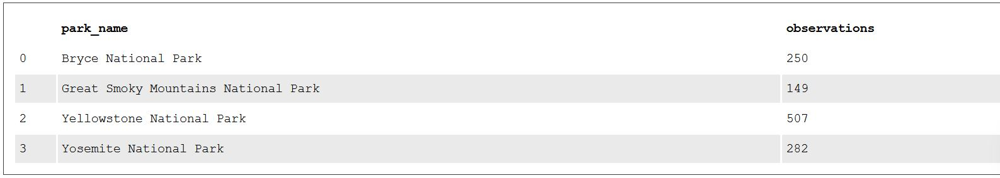 park_name observations
0 Bryce National Park 250
1 Great Smoky Mountains National Park 149
2 Yellowstone National Park 507
3 Yosemite National Park 282